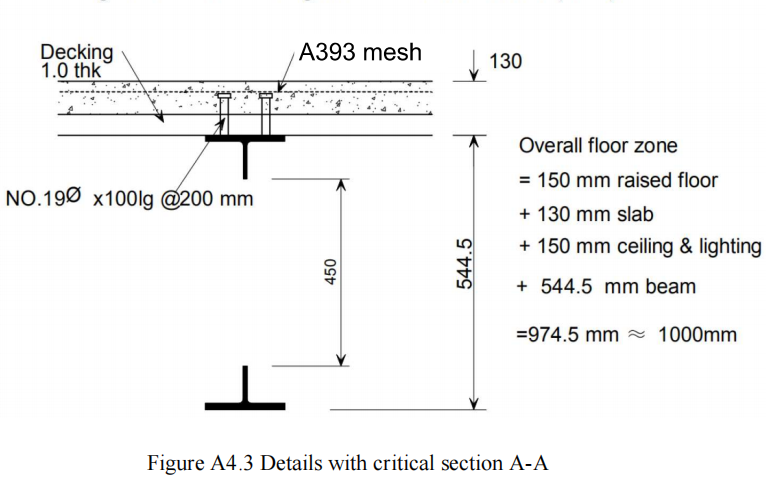 Decking
1.0 thk
A393 mesh
130
NO.19Ø x100lg @200 mm
450
544.5
Overall floor zone
= 150 mm raised floor
+ 130 mm slab
+ 150 mm ceiling & lighting
+ 544.5 mm beam
=974.5 mm ≈ 1000mm
Figure A4.3 Details with critical section A-A